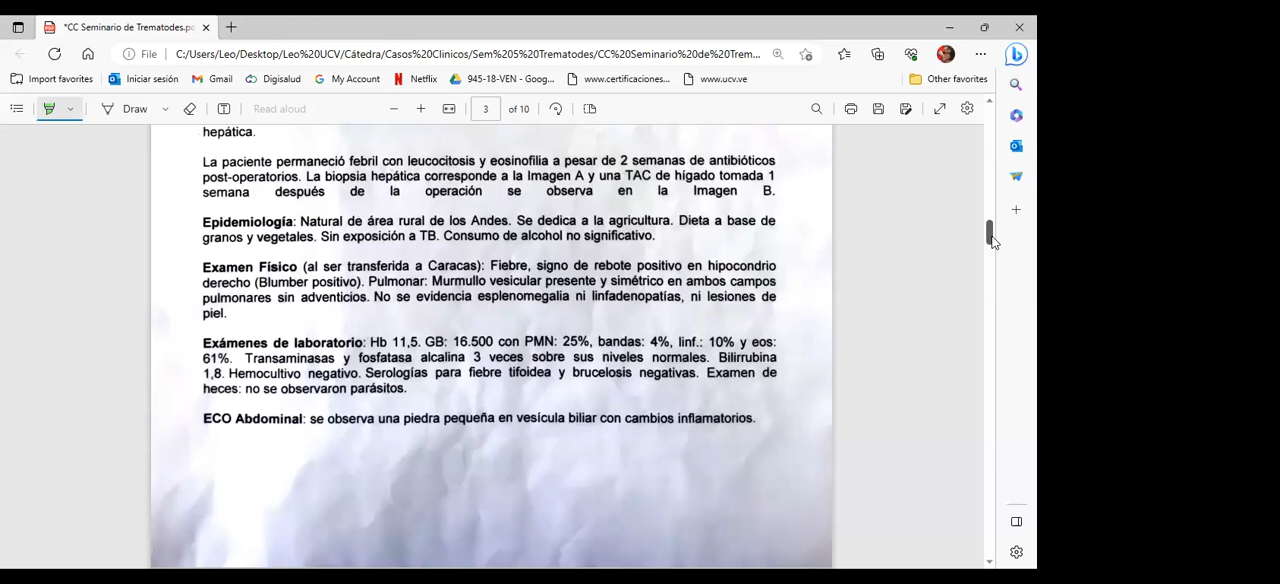 *CC Seminario de Trematodes.pd
File
C:/Users/Leo/Desktop/Leo%20UCV/Cátedra/Casos%20Clinicos/Sem%205%20Trematodes/CC%20Seminario%20de%20Trem...
Import favorites
Iniciar sesión
Gmail
Digisalud
My Account
Netflix
945-18-VEN - Goog...
www.certificaciones...
www.ucv.ve
Other favorites
Draw
Read aloud
3 of 10
hepática.
La paciente permaneció febril con leucocitosis y eosinofilia a pesar de 2 semanas de antibióticos
post-operatorios. La biopsia hepática corresponde a la Imagen A y una TAC de hígado tomada 1
semana después de la operación se observa en la Imagen B.
Epidemiología: Natural de área rural de los Andes. Se dedica a la agricultura. Dieta a base de
granos y vegetales. Sin exposición a TB. Consumo de alcohol no significativo.
Examen Físico (al ser transferida a Caracas): Fiebre, signo de rebote positivo en hipocondrio
derecho (Blumber positivo). Pulmonar: Murmullo vesicular presente y simétrico en ambos campos
pulmonares sin adventicios. No se evidencia esplenomegalia ni linfadenopatías, ni lesiones de
piel.
Exámenes de laboratorio: Hb 11,5. GB: 16.500 con PMN: 25%, bandas: 4%, linf.: 10% y eos:
61%. Transaminasas y fosfatasa alcalina 3 veces sobre sus niveles normales. Bilirrubina
1,8. Hemocultivo negativo. Serologías para fiebre tifoidea y brucelosis negativas. Examen de
heces: no se observaron parásitos.
ECO Abdominal: se observa una piedra pequeña en vesícula biliar con cambios inflamatorios.